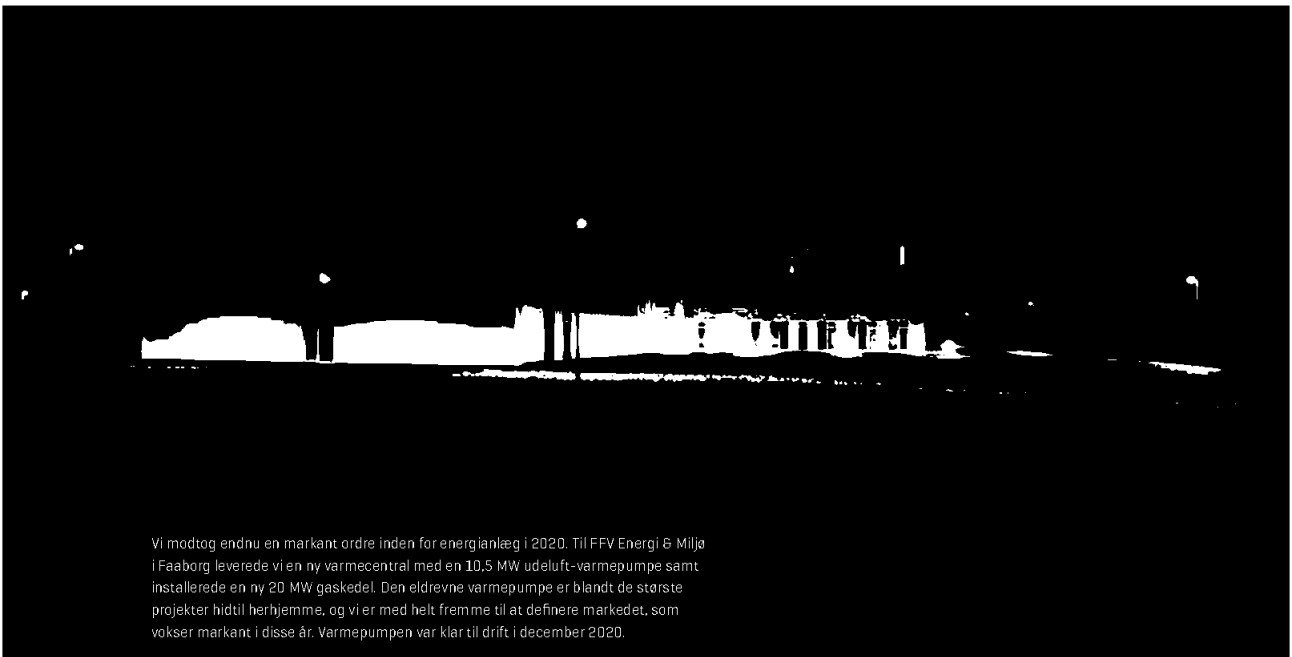 Vi modtog endnu en markant ordre inden for energianlæg i 2020. Til FFV Energi & Miljø
i Faaborg leverede vi en ny varmecentral med en 10,5 MW udeluft-varmepumpe samt
installerede en ny 20 MW gaskedel. Den eldrevne varmepumpe er blandt de største
projekter hidtil herhjemme, og vi er med helt fremme til at definere markedet, som
vokser markant i disse år. Varmepumpen var klar til drift i december 2020.